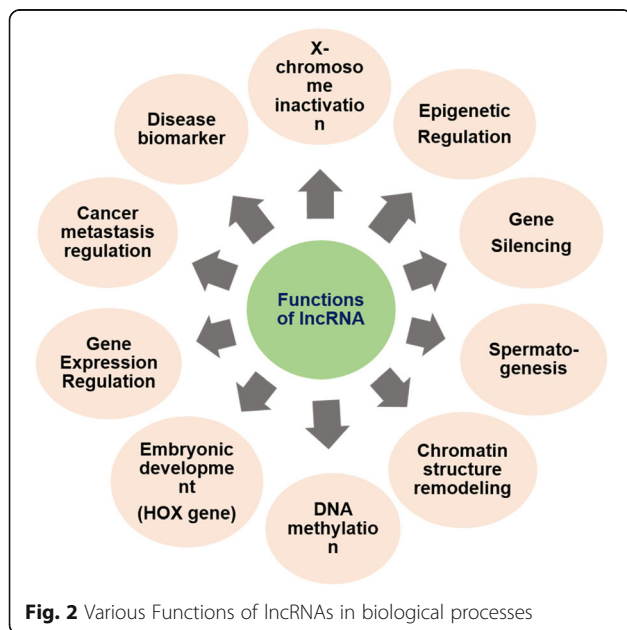 X-
chromoso
me
inactivatio
n
Epigenetic
Regulation
Gene
Silencing
Spermato-
genesis
Chromatin
structure
remodeling
DNA
methylatio
n
Embryonic
developme
nt
(HOX gene)
Gene
Expression
Regulation
Cancer
metastasis
regulation
Disease
biomarker
Functions
of lncRNA
Fig. 2 Various Functions of lncRNAs in biological processes